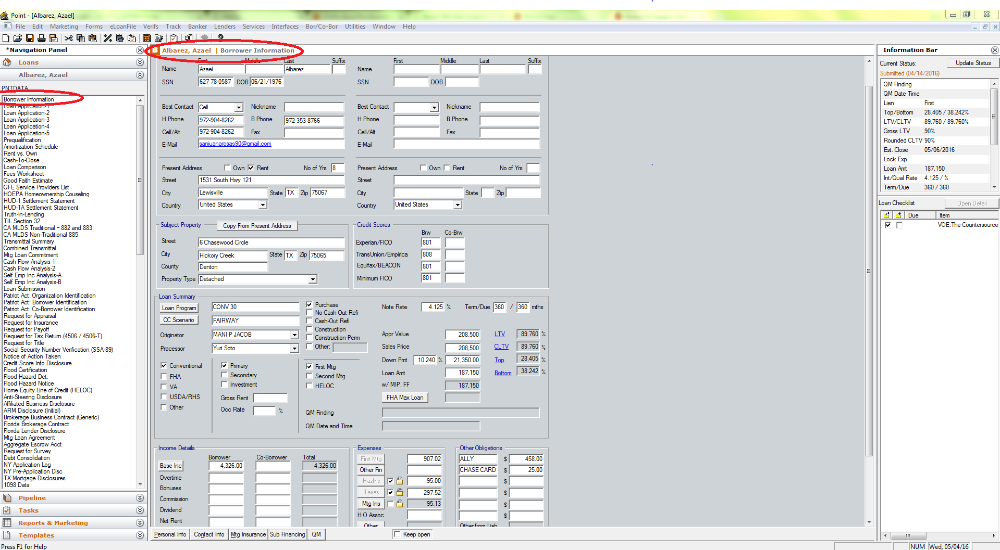 Point - [Albarez, Azael]
File Edit Marketing Forms eLoanFile Verifs Track Banker Lenders Services Interfaces Bor/Co-Bor Utilities Window Help
*Navigation Panel
Loans
Albarez, Azael
PNTDATA
Borrower Information
Loan Application-1
Loan Application-2
Loan Application-3
Loan Application-4
Loan Application-5
Prequalification
Amortization Schedule
Rent vs. Own
Cash-To-Close
Loan Comparison
Fees Worksheet
Good Faith Estimate
GFE Service Providers List
HOEPA Homeownership Couseling
HUD-1 Settlement Statement
HUD-1A Settlement Statement
Truth-In-Lending
TIL Section 32
CA MLDS Traditional – 882 and 883
CA MLDS Non-Traditional 885
Transmittal Summary
Combined Transmittal
Mtg Loan Commitment
Cash Flow Analysis-1
Cash Flow Analysis-2
Self Emp Inc Analysis-A
Self Emp Inc Analysis-B
Loan Submission
Patriot Act: Organization Identification
Patriot Act: Borrower Identification
Patriot Act: Co-Borrower Identification
Request for Appraisal
Request for Insurance
Request for Payoff
Request for Tax Return (4506 / 4506-T)
Request for Title
Social Security Number Verification (SSA-89)
Notice of Action Taken
Credit Score Info Disclosure
Flood Certification
Flood Hazard Det.
Flood Hazard Notice
Home Equity Line of Credit (HELOC)
Anti-Steering Disclosure
Affiliated Business Disclosure
ARM Disclosure (Initial)
Brokerage Business Contract (Generic)
Florida Brokerage Contract
Florida Lender Disclosure
Mtg Loan Agreement
Aggregate Escrow Acct
Request for Survey
Debt Consolidation
NY Application Log
NY Pre-Application Disc
TX Mortgage Disclosures
1098 Data
Pipeline
Tasks
Reports & Marketing
Templates
Press F1 for Help
B Albarez, Azael | Borrower Information
First Middle Last Suffix First Middle Last Suffix
Name Azael Albarez Name
SSN 627-78-0587 DOB 06/21/1976 SSN DOB
Best Contact Cell Nickname Best Contact Nickname
H Phone 972-904-8262 B Phone 972-353-8766 H Phone B Phone
Cell/Alt 972-904-8262 Fax Cell/Alt Fax
E-Mail sanjuanarosas90@gmail.com E-Mail
Present Address Own Rent No of Yrs 8 Present Address Own Rent No of Yrs
Street 1531 South Hwy 121 Street
City Lewisville State TX Zip 75067 City State Zip
Country United States Country United States
Subject Property Copy From Present Address
Street 6 Chasewood Circle
City Hickory Creek State TX Zip 75065
County Denton
Property Type Detached
Credit Scores
Brw Co-Brw
Experian/FICO 801
TransUnion/Empirica 808
Equifax/BEACON 801
Minimum FICO 801
Loan Summary
Loan Program CONV 30
CC Scenario FAIRWAY
Originator MANI P JACOB
Processor Yuri Soto
Purchase
No Cash-Out Refi
Cash-Out Refi
Construction
Construction-Perm
Other:
Note Rate 4.125 % Term/Due 360 / 360 mths
Appr Value 208,500 LTV 89.760 %
Sales Price 208,500 CLTV 89.760 %
Down Pmt 10.240 % 21,350.00 Top 28.405 %
Loan Amt 187,150 Bottom 38.242 %
w/ MIP, FF 187,150
FHA Max Loan
QM Finding
QM Date and Time
Conventional
FHA
VA
USDA/RHS
Other
Primary
Secondary
Investment
Gross Rent
Occ Rate %
First Mtg
Second Mtg
HELOC
Income Details
Borrower Co-Borrower Total
Base Inc 4,326.00 4,326.00
Overtime
Bonuses
Commission
Dividend
Net Rent
Expenses
First Mtg 907.02
Other Fin
HazIns 95.00
Taxes 297.52
Mtg Ins 95.13
H O Assoc
Other
Other Obligations
ALLY $ 458.00
CHASE CARD $ 25.00
$
$
$
$
Other from Liab
Personal Info Contact Info Mtg Insurance Sub Financing QM Keep open
Information Bar
Current Status: Update Status
Submitted (04/14/2016)
QM Finding
QM Date Time
Lien First
Top/Bottom 28.405 / 38.242%
LTV/CLTV 89.760 / 89.760%
Gross LTV 90%
Rounded CLTV 90%
Est. Close 05/06/2016
Lock Exp.
Loan Amt 187,150
Int/Qual Rate 4.125 / %
Term/Due 360 / 360
Loan Checklist Open Detail
Due Item
VOE:The Countersource
NUM Wed, 05/04/16